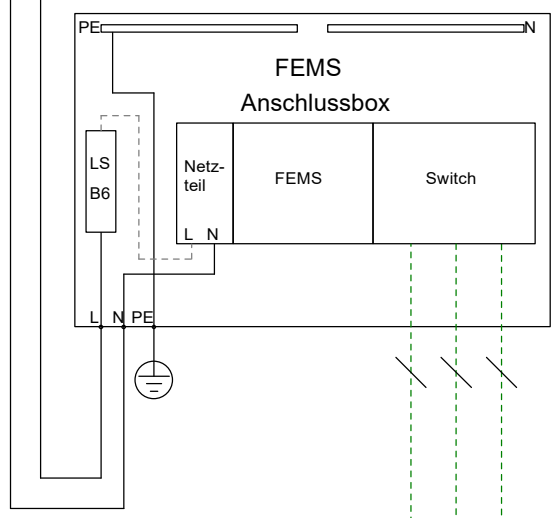 PE
N
FEMS
Anschlussbox
LS
B6
Netz-
teil
FEMS
Switch
L N
L N PE